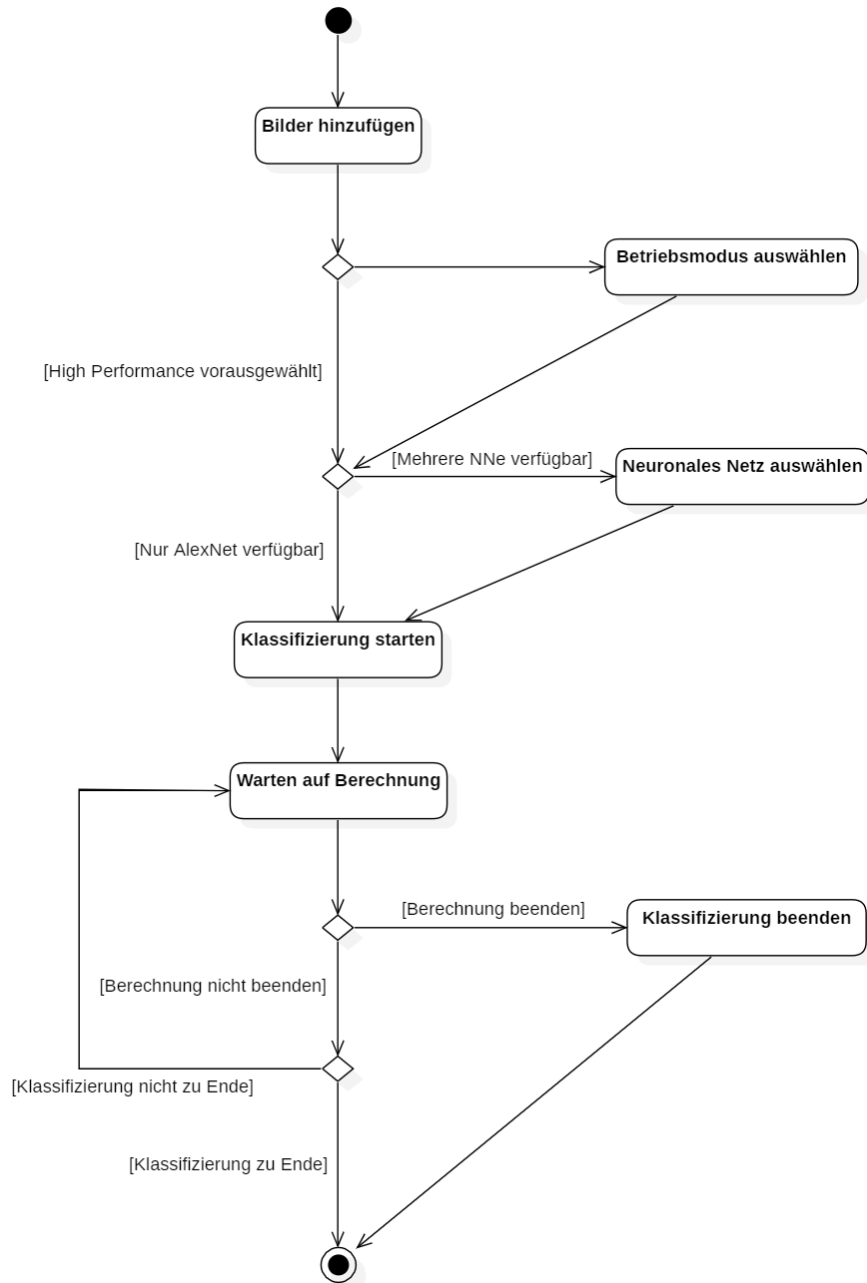 Bilder hinzufügen
Betriebsmodus auswählen
[High Performance vorausgewählt]
[Mehrere NNe verfügbar]
Neuronales Netz auswählen
[Nur AlexNet verfügbar]
Klassifizierung starten
Warten auf Berechnung
[Berechnung beenden]
Klassifizierung beenden
[Berechnung nicht beenden]
[Klassifizierung nicht zu Ende]
[Klassifizierung zu Ende]